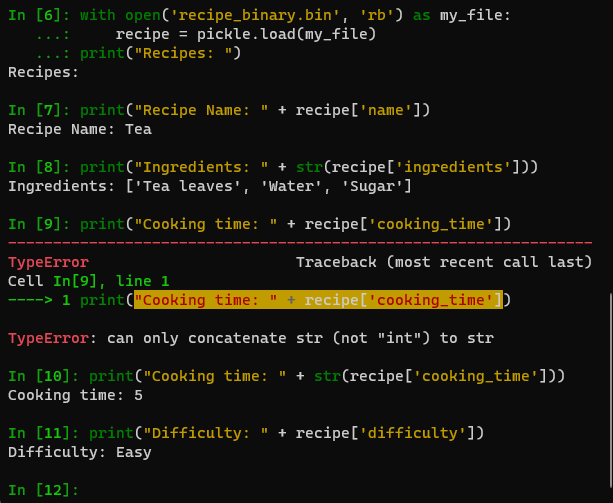 In [6]: with open('recipe_binary.bin', 'rb') as my_file:
   ...:     recipe = pickle.load(my_file)
   ...: print("Recipes: ")
Recipes:

In [7]: print("Recipe Name: " + recipe['name'])
Recipe Name: Tea

In [8]: print("Ingredients: " + str(recipe['ingredients']))
Ingredients: ['Tea leaves', 'Water', 'Sugar']

In [9]: print("Cooking time: " + recipe['cooking_time'])
---------------------------------------------------------------------------
TypeError                       Traceback (most recent call last)
Cell In[9], line 1
----> 1 print("Cooking time: " + recipe['cooking_time'])

TypeError: can only concatenate str (not "int") to str

In [10]: print("Cooking time: " + str(recipe['cooking_time']))
Cooking time: 5

In [11]: print("Difficulty: " + recipe['difficulty'])
Difficulty: Easy

In [12]: